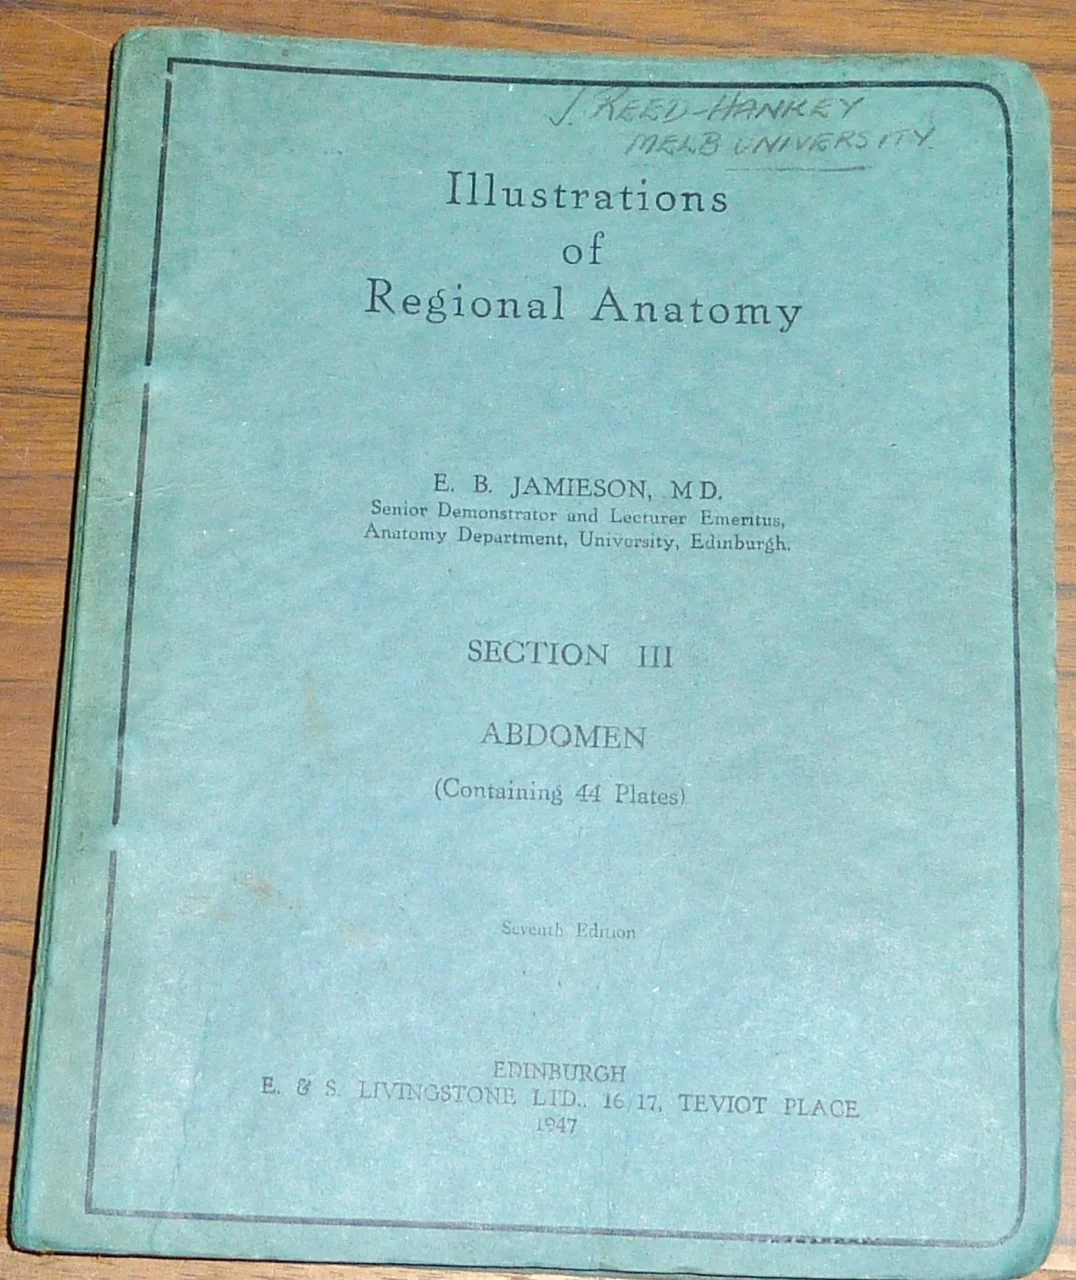 J. REED-HANKEY
MELB UNIVERSITY.
Illustrations
of
Regional Anatomy
E. B. JAMIESON, M D.
Senior Demonstrator and Lecturer Emeritus,
Anatomy Department, University, Edinburgh.
SECTION III
ABDOMEN
(Containing 44 Plates)
Seventh Edition
EDINBURGH
E. & S. LIVINGSTONE LTD., 16/17, TEVIOT PLACE
1947